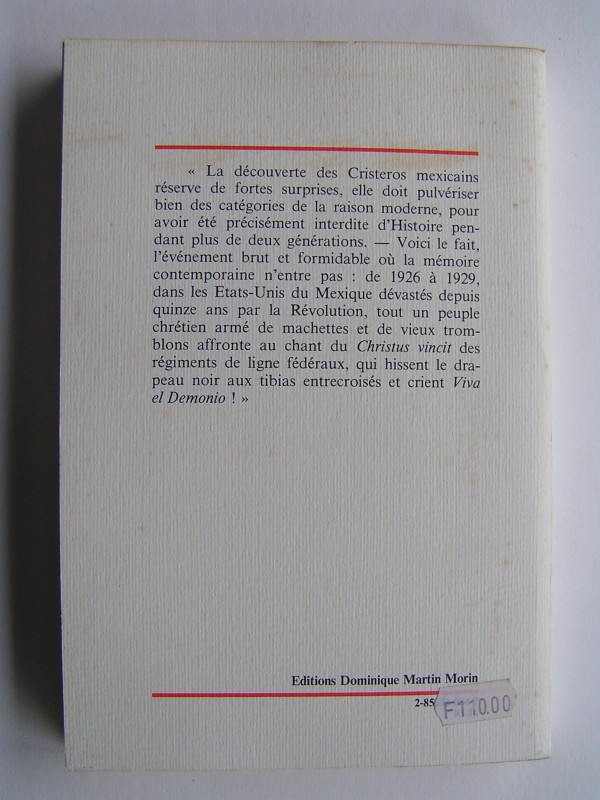 « La découverte des Cristeros mexicains
réserve de fortes surprises, elle doit pulvériser
bien des catégories de la raison moderne, pour
avoir été précisément interdite d'Histoire pen-
dant plus de deux générations. — Voici le fait,
l'événement brut et formidable où la mémoire
contemporaine n'entre pas : de 1926 à 1929,
dans les Etats-Unis du Mexique dévastés depuis
quinze ans par la Révolution, tout un peuple
chrétien armé de machettes et de vieux trom-
blons affronte au chant du Christus vincit des
régiments de ligne fédéraux, qui hissent le dra-
peau noir aux tibias entrecroisés et crient Viva
el Demonio ! »
Editions Dominique Martin Morin
2-85
F110.00